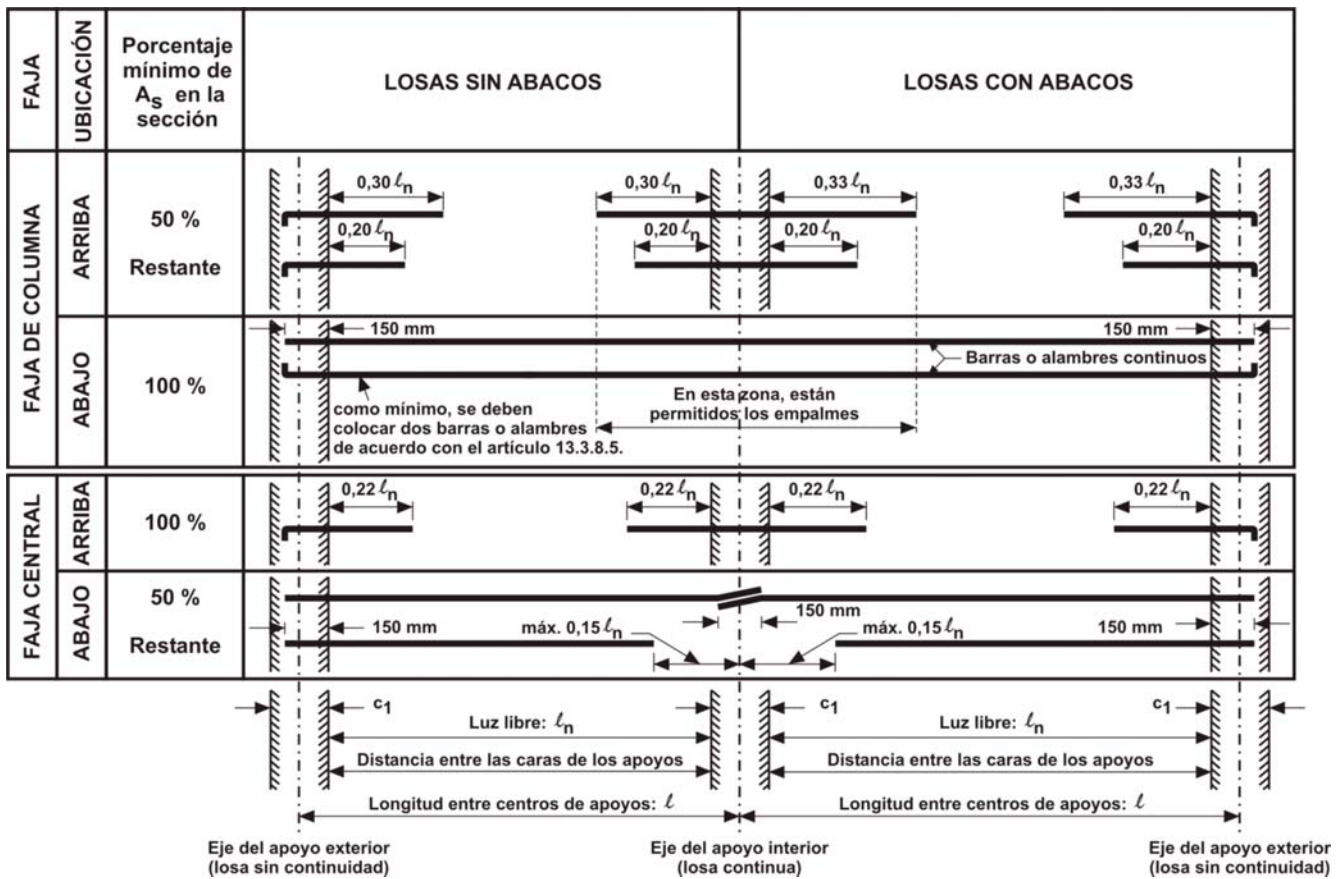 FAJA
UBICACIÓN
Porcentaje
mínimo de
As en la
sección
LOSAS SIN ABACOS
LOSAS CON ABACOS
FAJA DE COLUMNA
ARRIBA
50 %
Restante
0,30 ℓn
0,30 ℓn
0,33 ℓn
0,33 ℓn
0,20 ℓn
0,20 ℓn
0,20 ℓn
0,20 ℓn
ABAJO
100 %
150 mm
150 mm
Barras o alambres continuos
En esta zona, están
permitidos los empalmes
como mínimo, se deben
colocar dos barras o alambres
de acuerdo con el artículo 13.3.8.5.
FAJA CENTRAL
ARRIBA
100 %
0,22 ℓn
0,22 ℓn
0,22 ℓn
0,22 ℓn
ABAJO
50 %
Restante
150 mm
150 mm
máx. 0,15 ℓn
máx. 0,15 ℓn
150 mm
c1
c1
c1
Luz libre: ℓn
Luz libre: ℓn
Distancia entre las caras de los apoyos
Distancia entre las caras de los apoyos
Longitud entre centros de apoyos: ℓ
Longitud entre centros de apoyos: ℓ
Eje del apoyo exterior
(losa sin continuidad)
Eje del apoyo interior
(losa continua)
Eje del apoyo exterior
(losa sin continuidad)